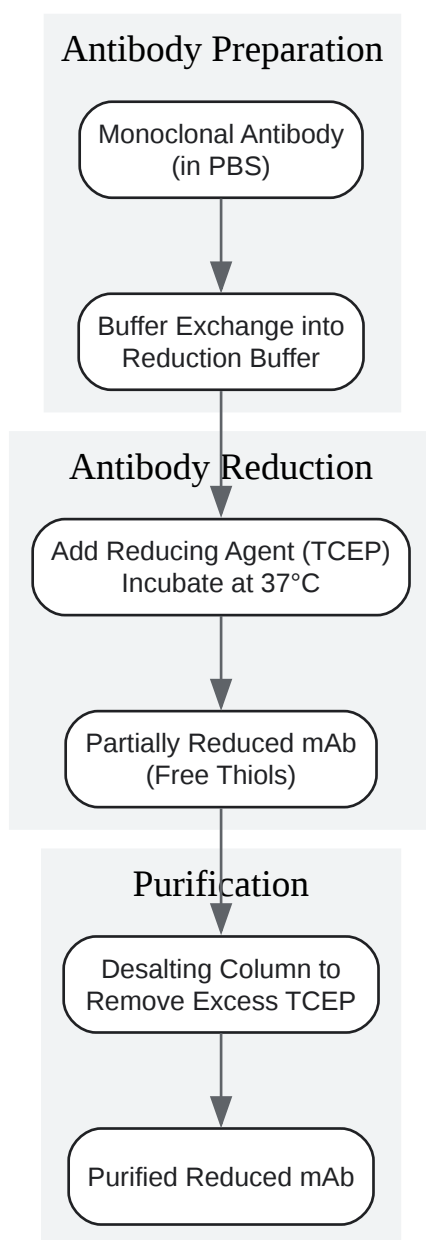 Antibody Preparation
Monoclonal Antibody
(in PBS)
Buffer Exchange into
Reduction Buffer
Antibody Reduction
Add Reducing Agent (TCEP)
Incubate at 37°C
Partially Reduced mAb
(Free Thiols)
Purification
Desalting Column to
Remove Excess TCEP
Purified Reduced mAb